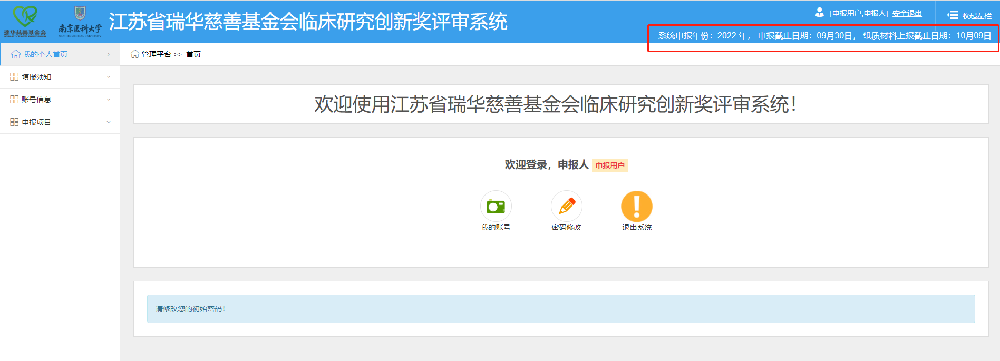 瑞华慈善基金会
南京医科大学
NANJING MEDICAL UNIVERSITY
江苏省瑞华慈善基金会临床研究创新奖评审系统
[申报用户,申报人] 安全退出
收起左栏
系统申报年份：2022 年， 申报截止日期：09月30日， 纸质材料上报截止日期：10月09日
我的个人首页
管理平台 >> 首页
填报须知
账号信息
申报项目
欢迎使用江苏省瑞华慈善基金会临床研究创新奖评审系统！
欢迎登录，申报人 申报用户
我的账号
密码修改
退出系统
请修改您的初始密码！